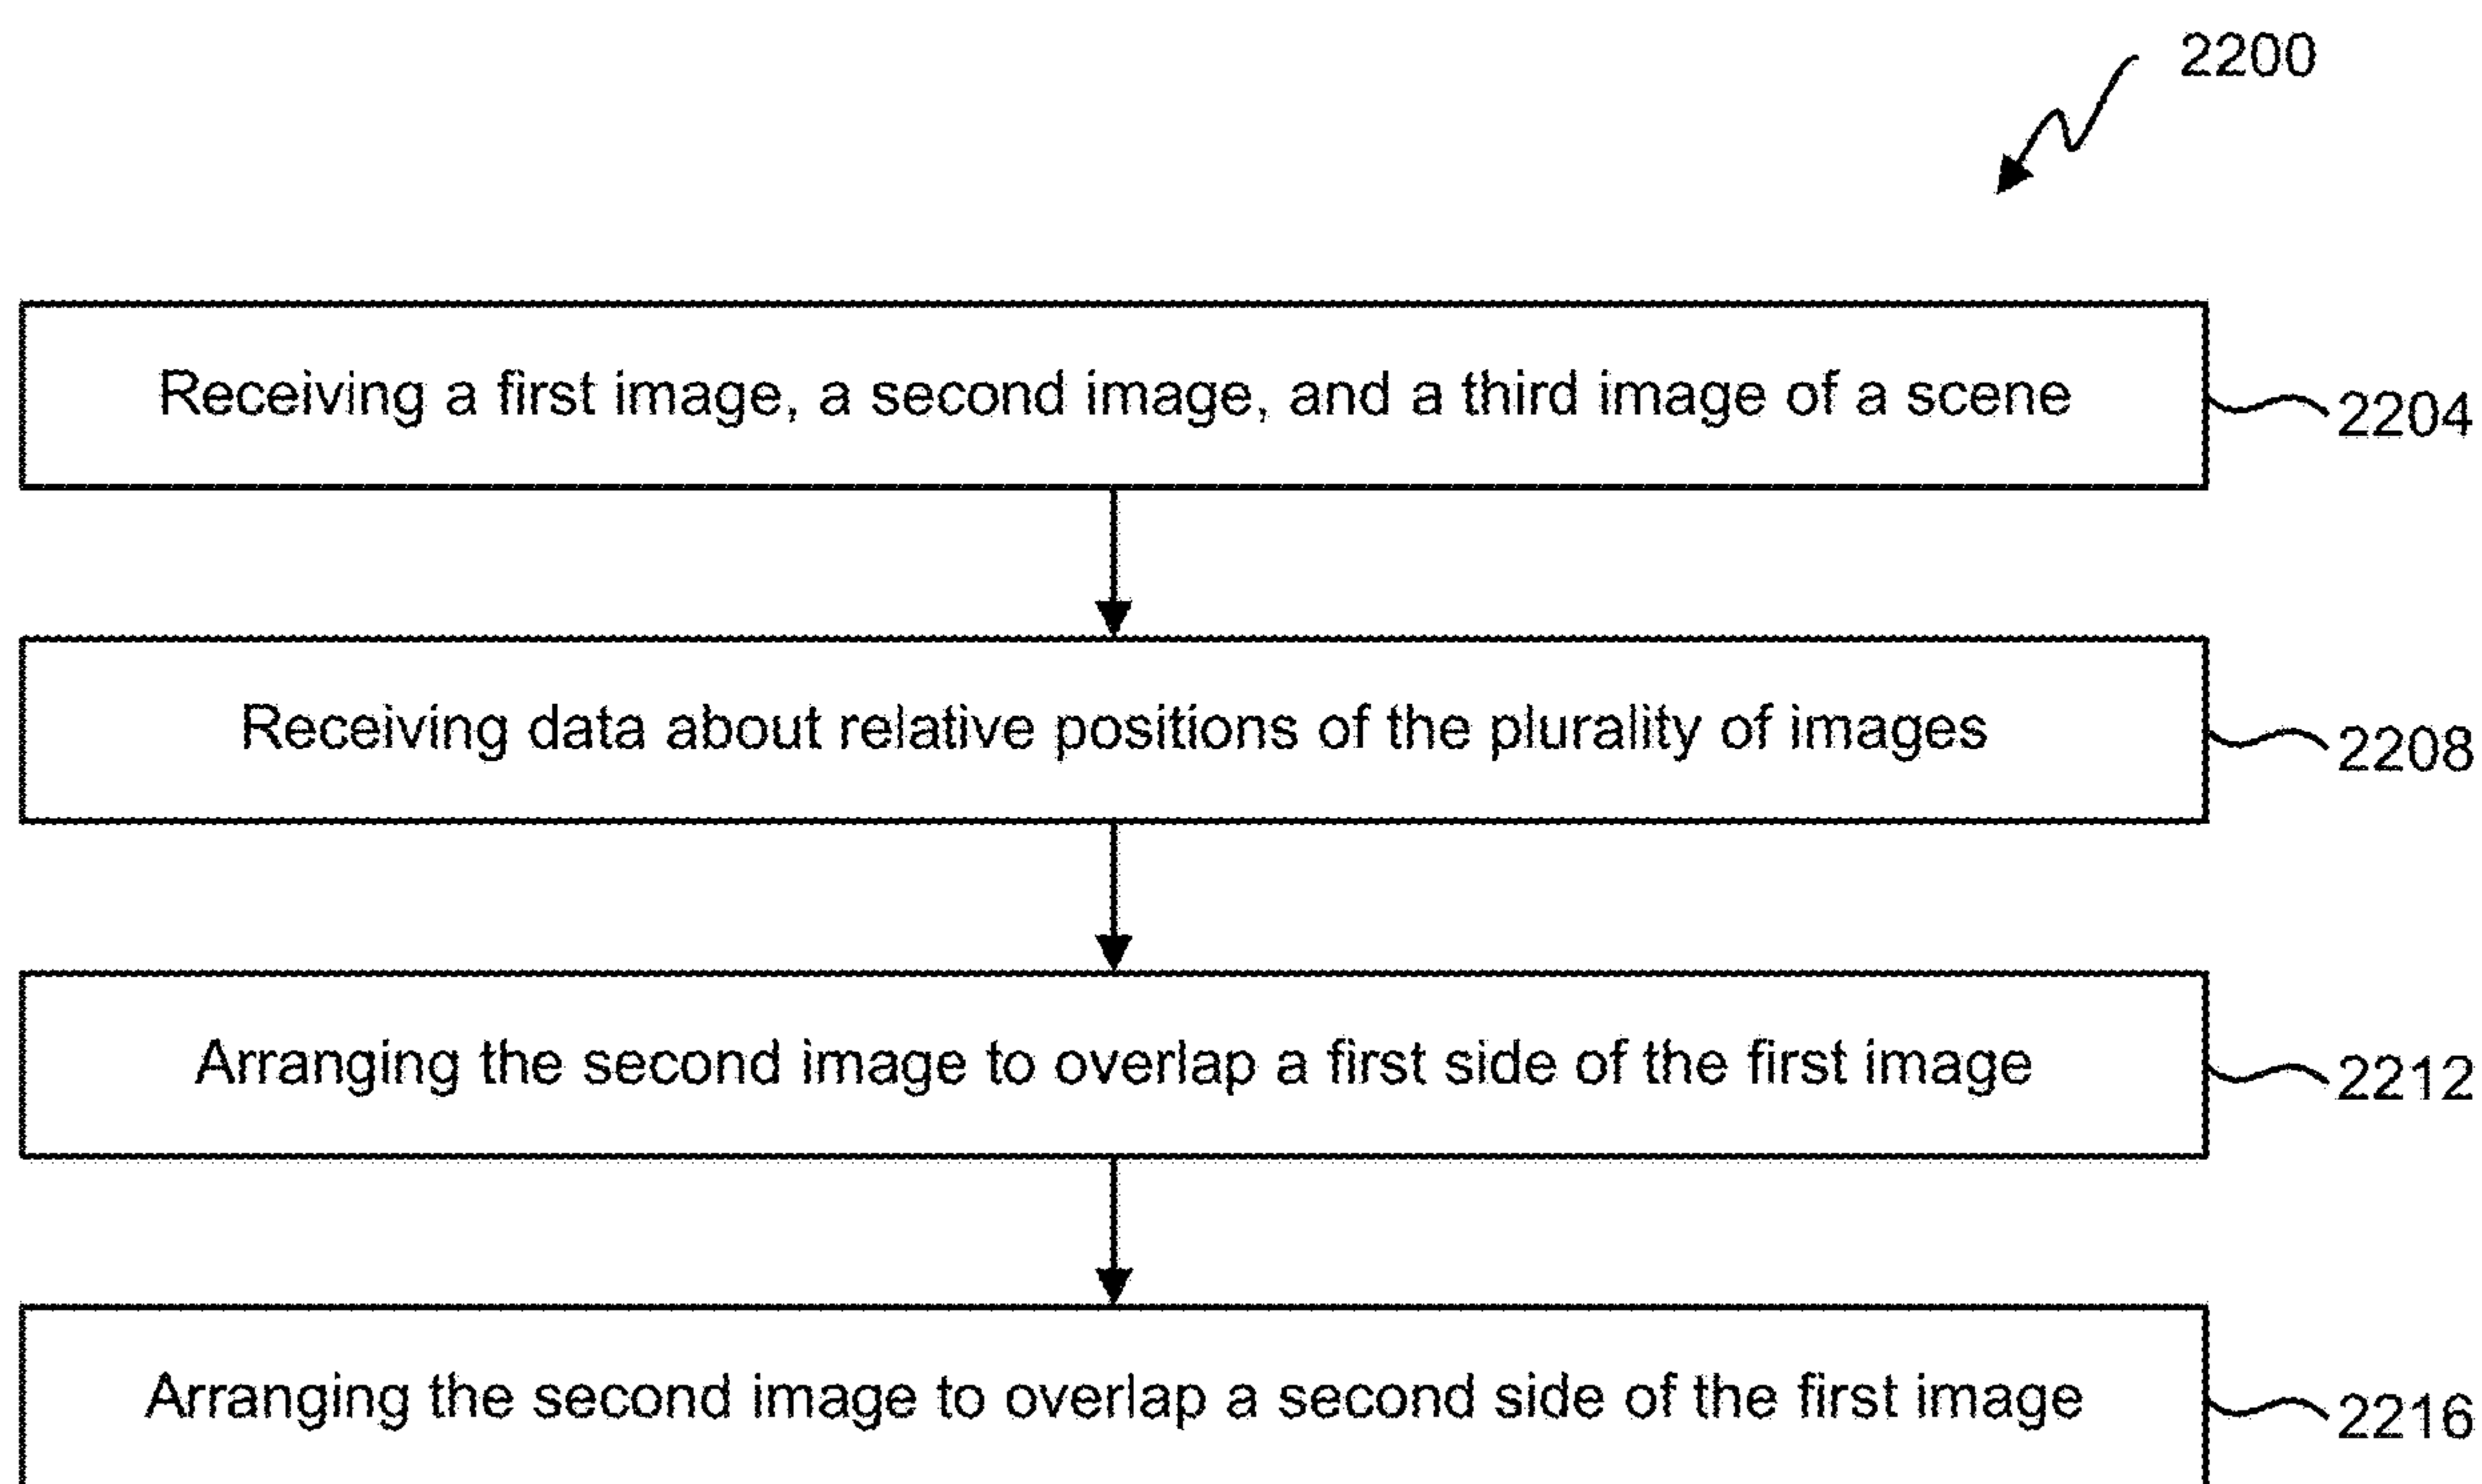 2200
Receiving a first image, a second image, and a third image of a scene
2204
Receiving data about relative positions of the plurality of images
2208
Arranging the second image to overlap a first side of the first image
2212
Arranging the second image to overlap a second side of the first image
2216